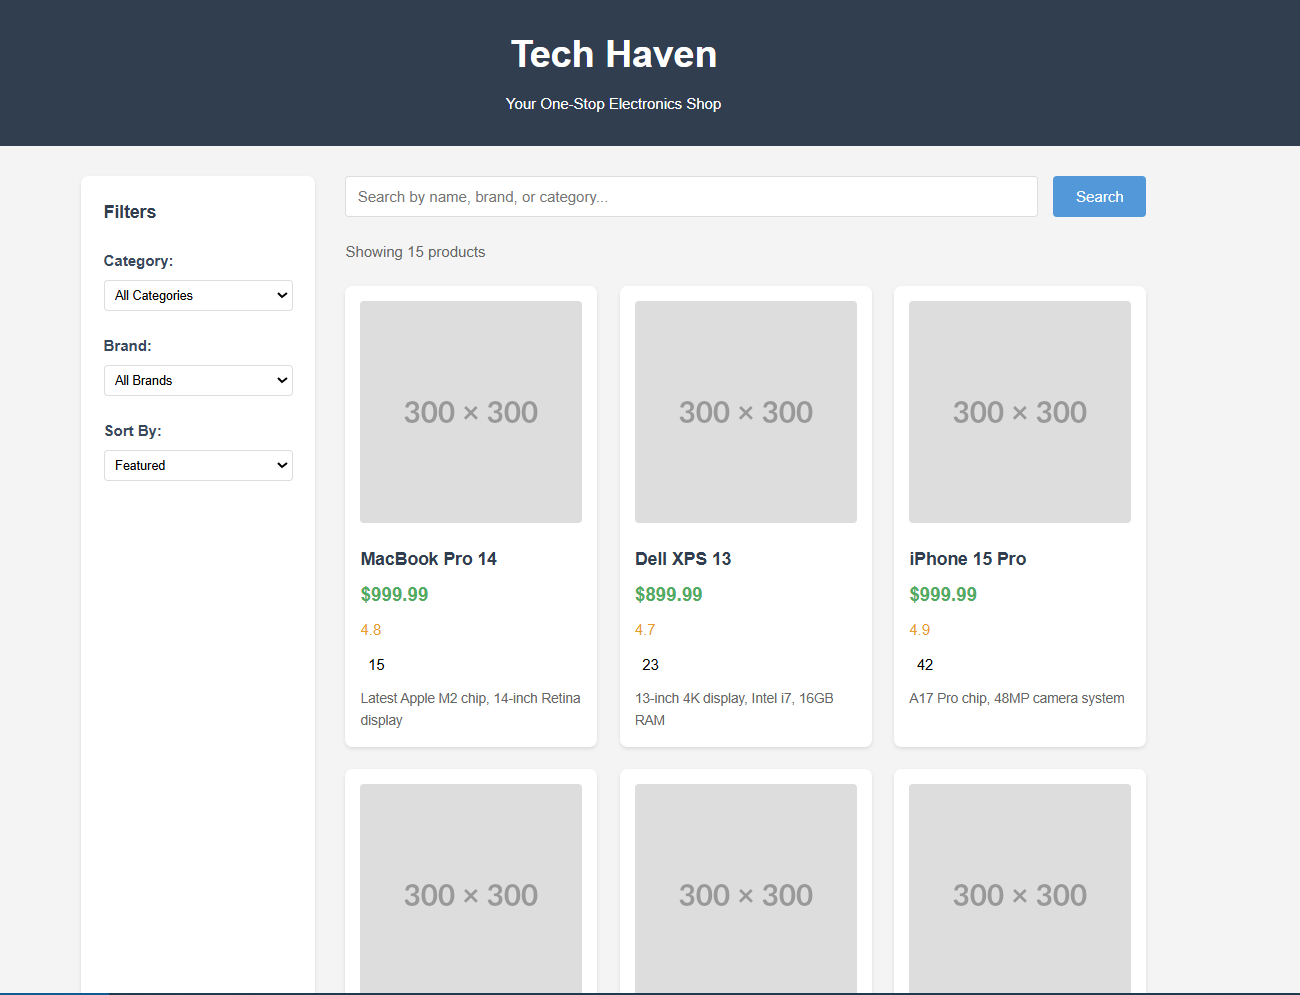 Tech Haven
Your One-Stop Electronics Shop
Filters
Category:
All Categories
Brand:
All Brands
Sort By:
Featured
Search by name, brand, or category...
Search
Showing 15 products
300 × 300
MacBook Pro 14
$999.99
4.8
15
Latest Apple M2 chip, 14-inch Retina
display
300 × 300
Dell XPS 13
$899.99
4.7
23
13-inch 4K display, Intel i7, 16GB
RAM
300 × 300
iPhone 15 Pro
$999.99
4.9
42
A17 Pro chip, 48MP camera system
300 × 300
300 × 300
300 × 300